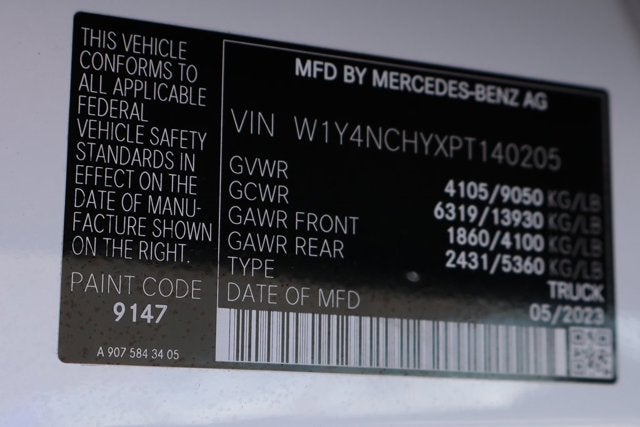 THIS VEHICLE
CONFORMS TO
ALL APPLICABLE
FEDERAL
VEHICLE SAFETY
STANDARDS IN
EFFECT ON THE
DATE OF MANU-
FACTURE SHOWN
ON THE RIGHT.
PAINT CODE
9147
A 907 584 34 05
MFD BY MERCEDES-BENZ AG
VIN W1Y4NCHYXPT140205
GVWR 4105/9050 KG/LB
GCWR 6319/13930 KG/LB
GAWR FRONT 1860/4100 KG/LB
GAWR REAR 2431/5360 KG/LB
TYPE TRUCK
DATE OF MFD 05/2023